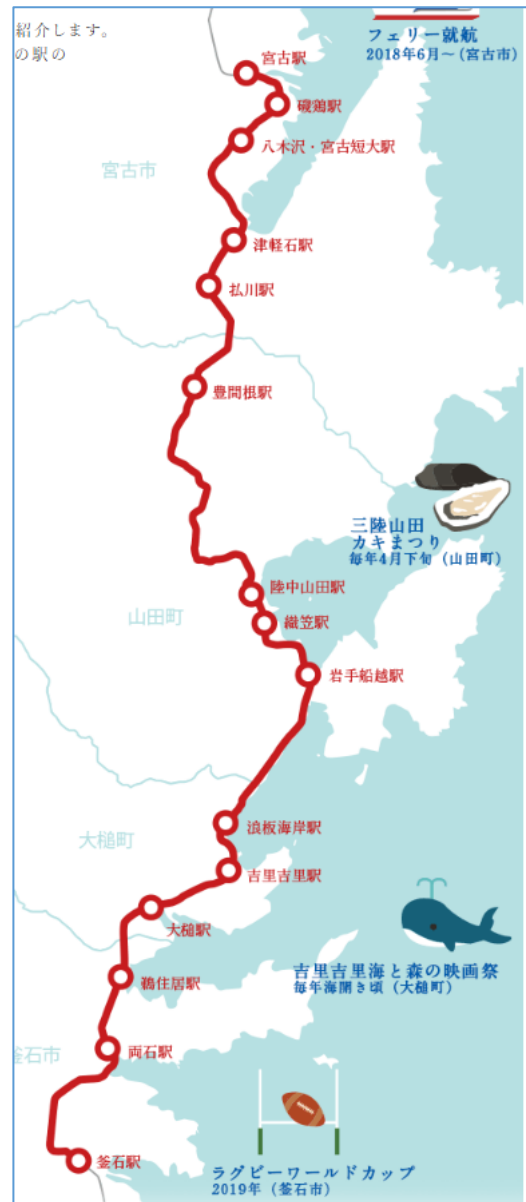 紹介します。
の駅の
フェリー就航
2018年6月~(宮古市)
宮古駅
磯鶏駅
八木沢・宮古短大駅
宮古市
津軽石駅
払川駅
豊間根駅
三陸山田
カキまつり
毎年4月下旬(山田町)
陸中山田駅
山田町
織笠駅
岩手船越駅
浪板海岸駅
大槌町
吉里吉里駅
大槌駅
吉里吉里海と森の映画祭
毎年海開き頃(大槌町)
鵜住居駅
両石駅
釜石市
釜石駅
ラグビーワールドカップ
2019年(釜石市)